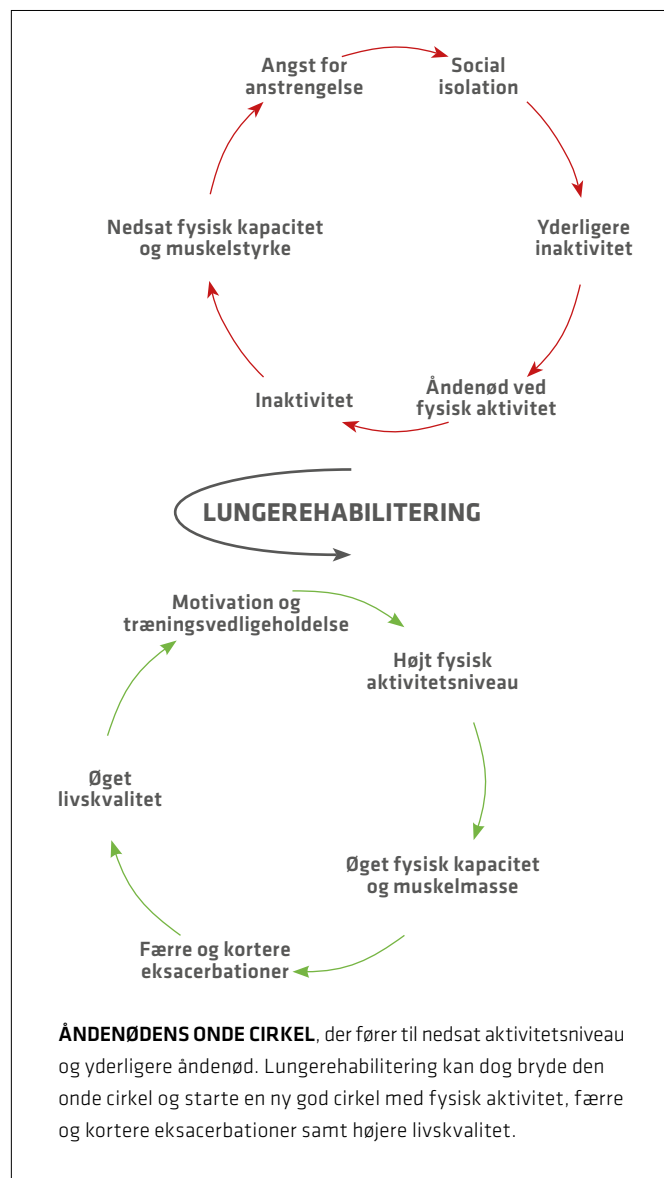 Angst for
anstrengelse
Social
isolation
Yderligere
inaktivitet
Åndenød ved
fysisk aktivitet
Inaktivitet
Nedsat fysisk kapacitet
og muskelstyrke
LUNGEREHABILITERING
Motivation og
træningsvedligeholdelse
Højt fysisk
aktivitetsniveau
Øget fysisk kapacitet
og muskelmasse
Færre og kortere
eksacerbationer
Øget
livskvalitet
ÅNDENØDENS ONDE CIRKEL, der fører til nedsat aktivitetsniveau
og yderligere åndenød. Lungerehabilitering kan dog bryde den
onde cirkel og starte en ny god cirkel med fysisk aktivitet, færre
og kortere eksacerbationer samt højere livskvalitet.